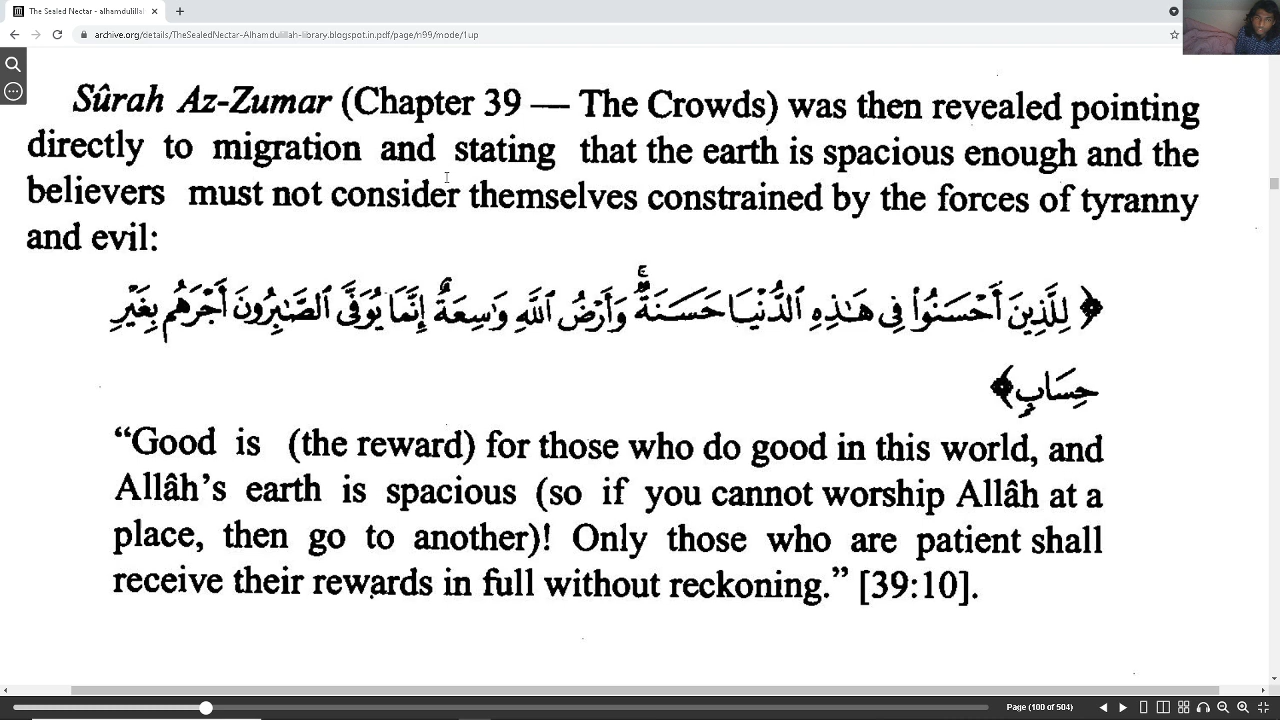 The Sealed Nectar - alhamdulillal
archive.org/details/TheSealedNectar-Alhamdulillah-library.blogspot.in.pdf/page/n99/mode/1up
Sûrah Az-Zumar (Chapter 39 — The Crowds) was then revealed pointing
directly to migration and stating that the earth is spacious enough and the
believers must not consider themselves constrained by the forces of tyranny
and evil:
﴿ لِلَّذِينَ أَحْسَنُوا۟ فِى هَـٰذِهِ ٱلدُّنْيَا حَسَنَةٌ ۗ وَأَرْضُ ٱللَّهِ وَٰسِعَةٌ إِنَّمَا يُوَفَّى ٱلصَّـٰبِرُونَ أَجْرَهُم بِغَيْرِ
حِسَابٍ ﴾
“Good is (the reward) for those who do good in this world, and
Allâh’s earth is spacious (so if you cannot worship Allâh at a
place, then go to another)! Only those who are patient shall
receive their rewards in full without reckoning.” [39:10].
Page (100 of 504)